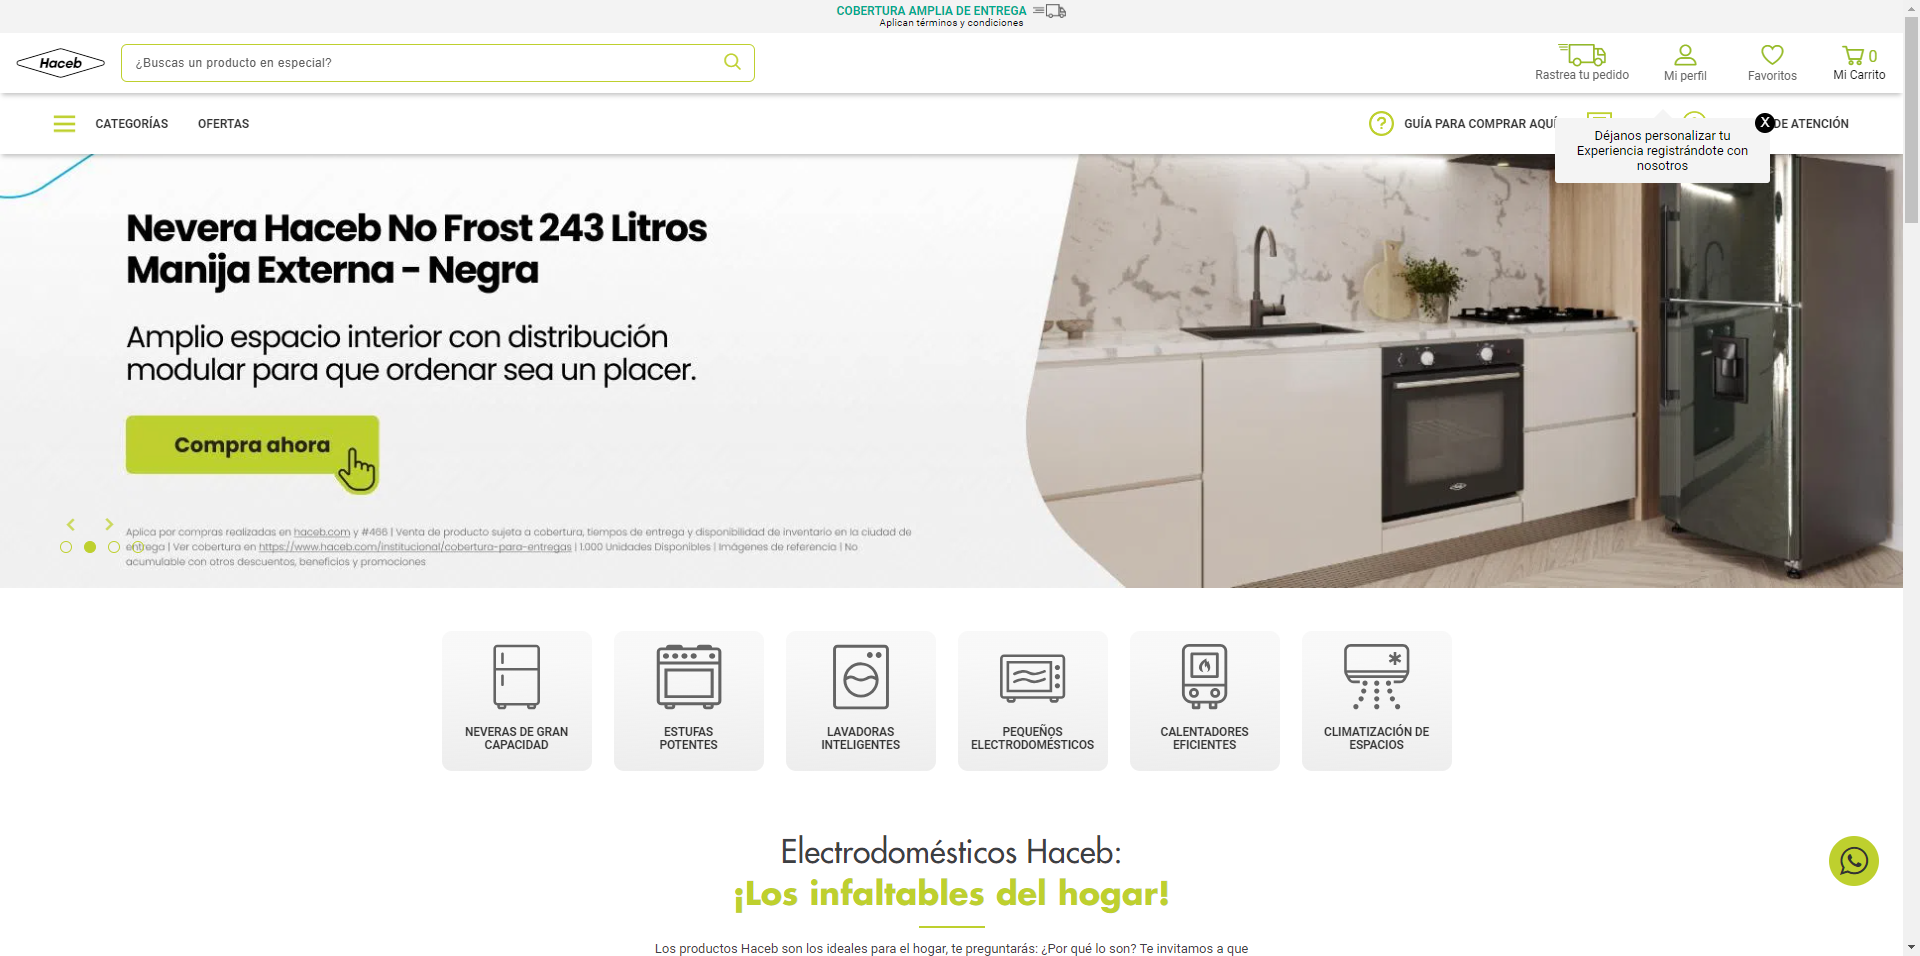 COBERTURA AMPLIA DE ENTREGA
Aplican términos y condiciones
Haceb
¿Buscas un producto en especial?
Rastrea tu pedido
Mi perfil
Favoritos
0
Mi Carrito
CATEGORÍAS
OFERTAS
GUÍA PARA COMPRAR AQUÍ
DE ATENCIÓN
X
Déjanos personalizar tu
Experiencia registrándote con
nosotros
Nevera Haceb No Frost 243 Litros
Manija Externa - Negra
Amplio espacio interior con distribución
modular para que ordenar sea un placer.
Compra ahora
Aplica por compras realizadas en haceb.com y #466 | Venta de producto sujeta a cobertura, tiempos de entrega y disponibilidad de inventario en la ciudad de
entrega | Ver cobertura en https://www.haceb.com/institucional/cobertura-para-entregas | 1.000 Unidades Disponibles | Imágenes de referencia | No
acumulable con otros descuentos, beneficios y promociones
NEVERAS DE GRAN
CAPACIDAD
ESTUFAS
POTENTES
LAVADORAS
INTELIGENTES
PEQUEÑOS
ELECTRODOMÉSTICOS
CALENTADORES
EFICIENTES
CLIMATIZACIÓN DE
ESPACIOS
Electrodomésticos Haceb:
¡Los infaltables del hogar!
Los productos Haceb son los ideales para el hogar, te preguntarás: ¿Por qué lo son? Te invitamos a que